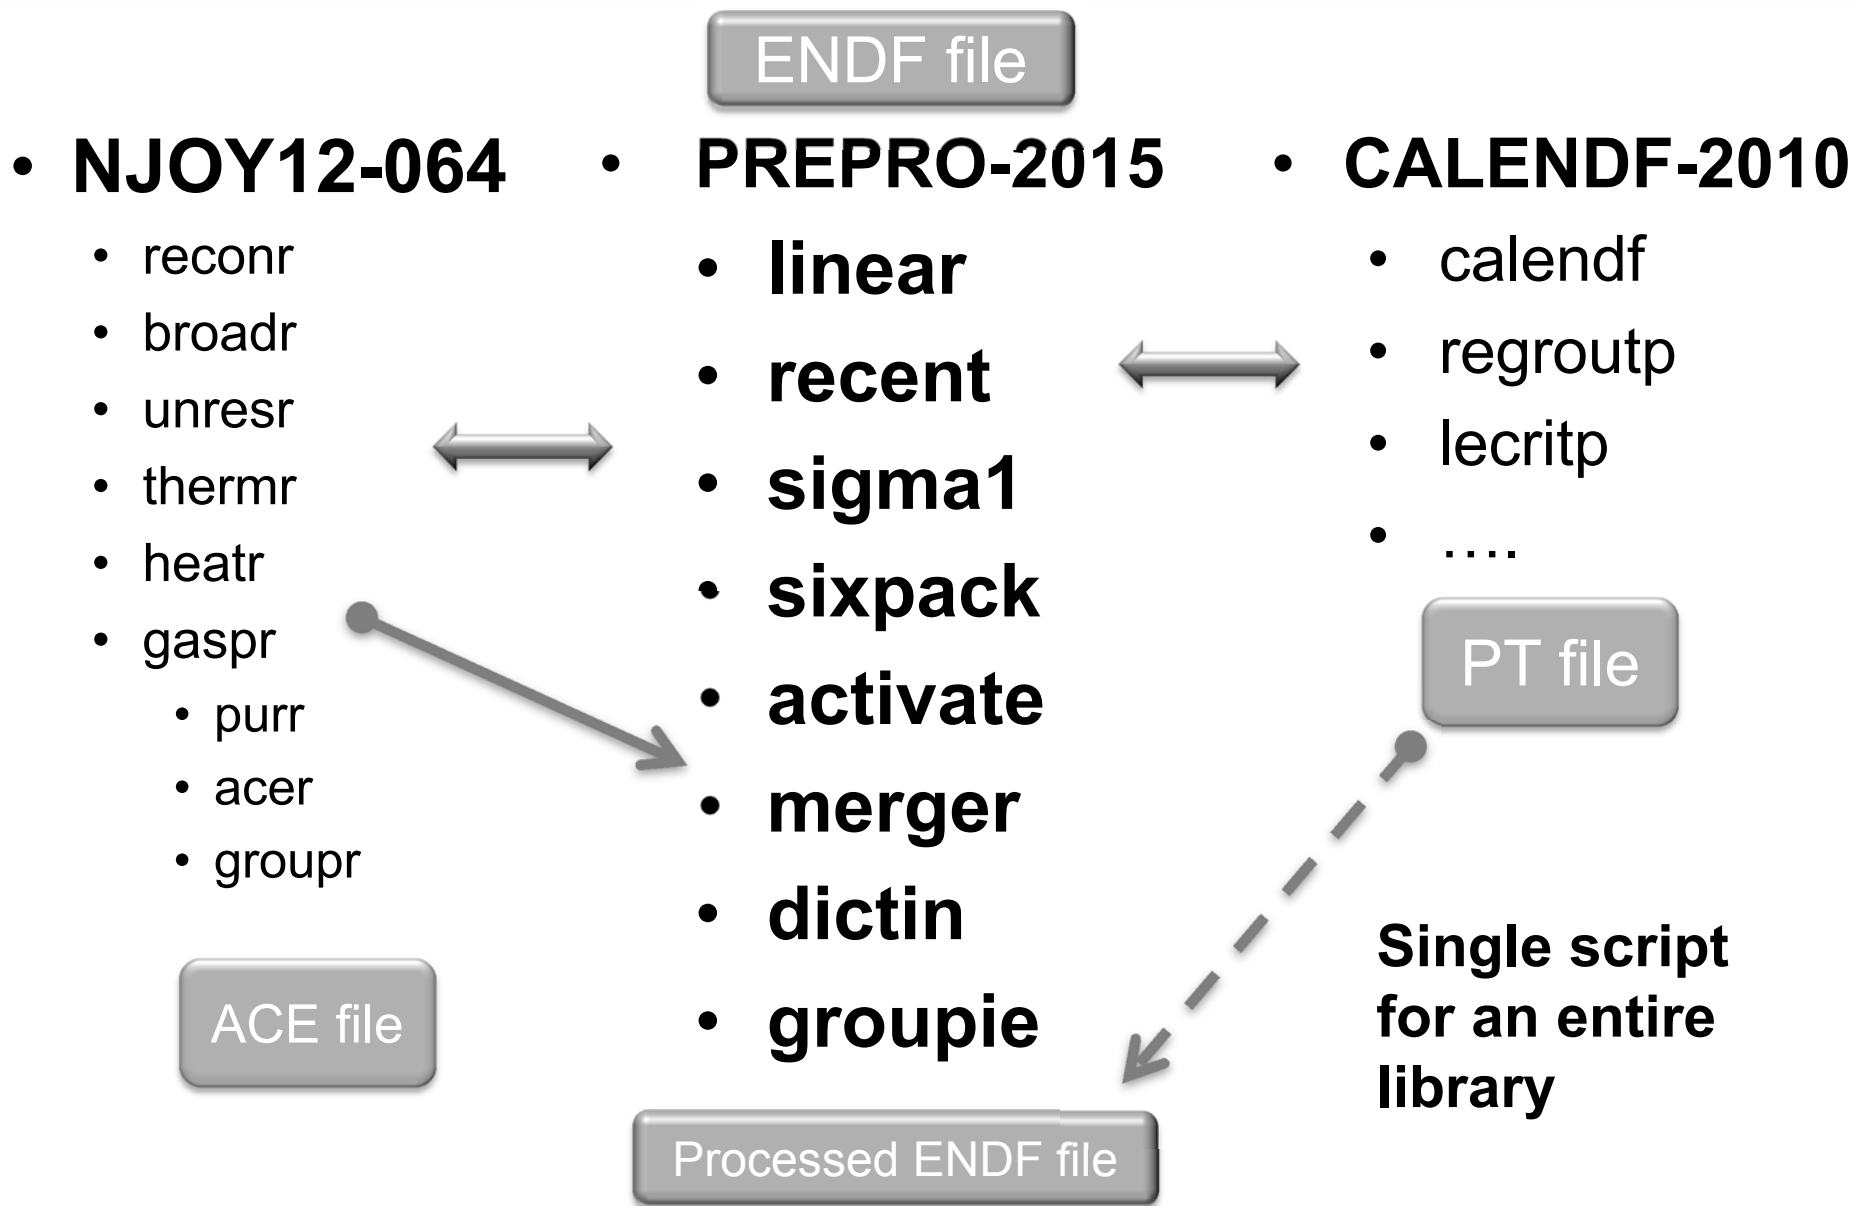 ENDF file
• NJOY12-064
• reconr
• broadr
• unresr
• thermr
• heatr
• gaspr
• purr
• acer
• groupr
ACE file
• PREPRO-2015
• linear
• recent
• sigma1
• sixpack
• activate
• merger
• dictin
• groupie
Processed ENDF file
• CALENDF-2010
• calendf
• regroutp
• lecritp
• ….
PT file
Single script
for an entire
library